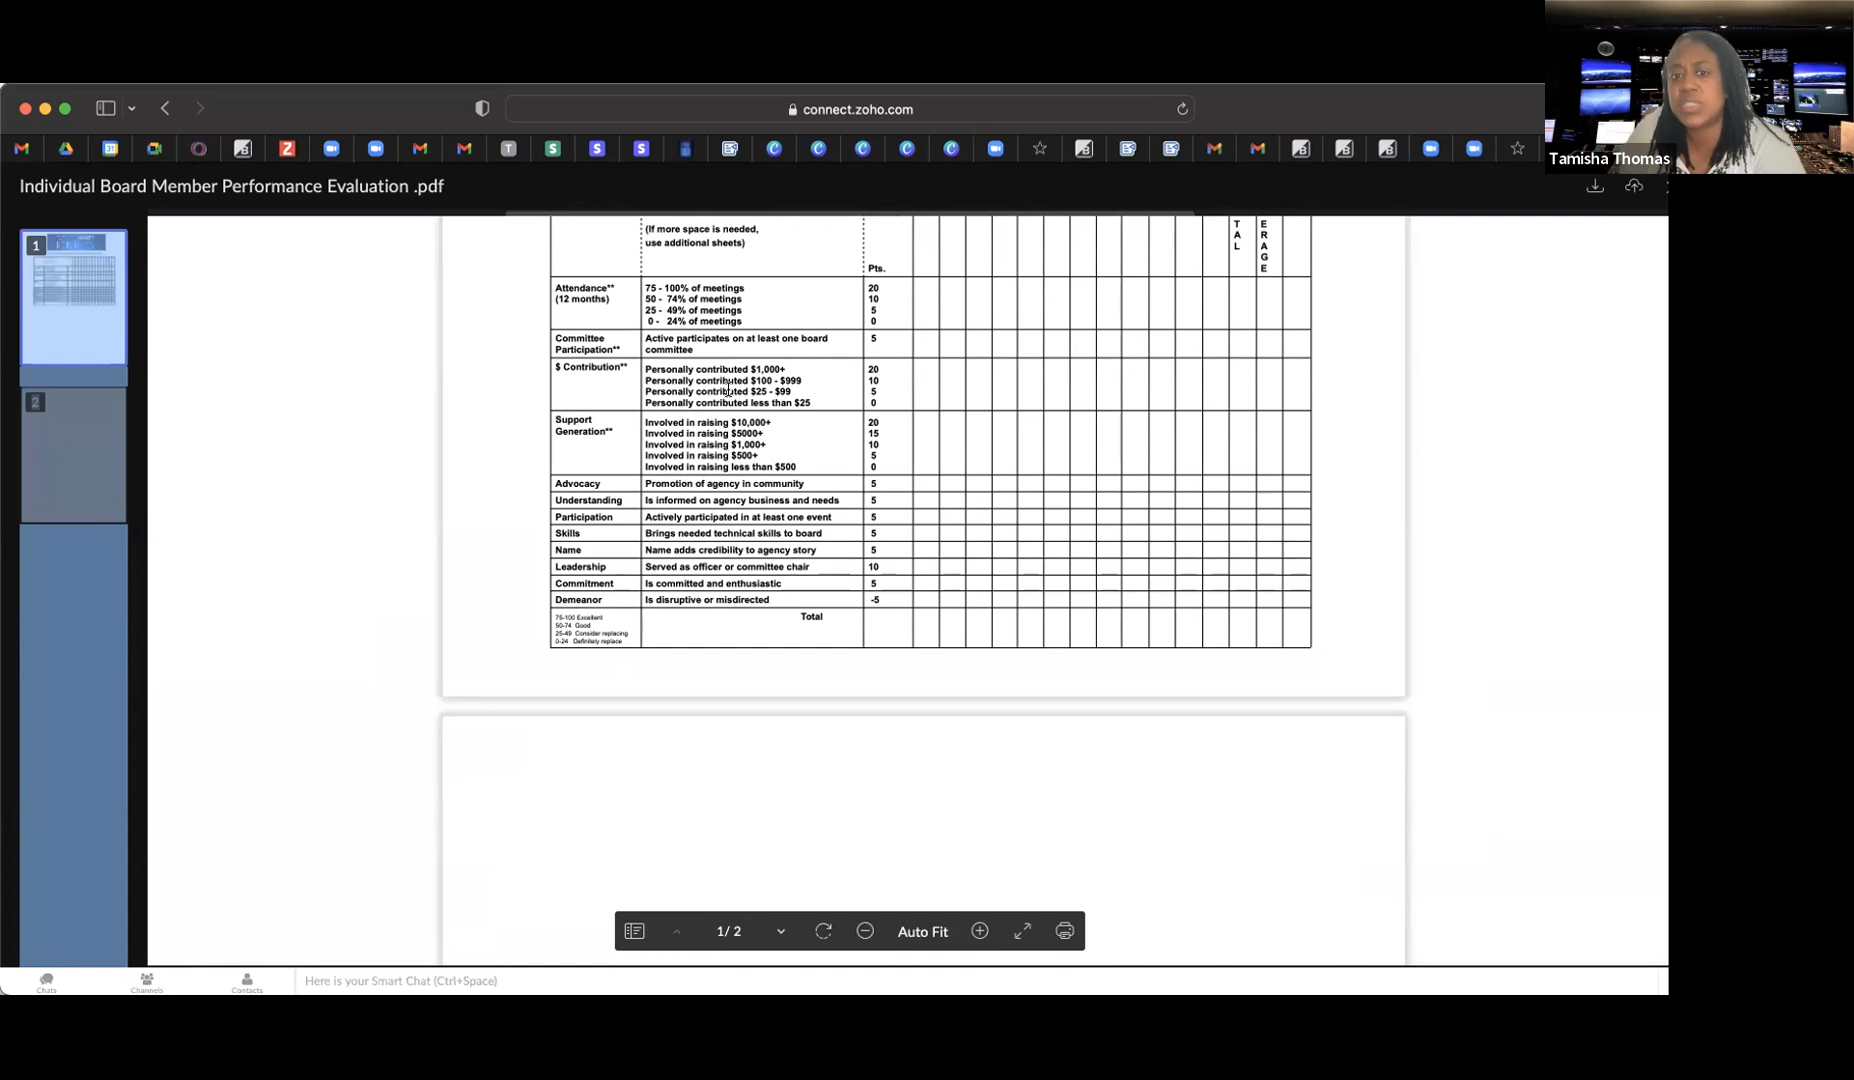 connect.zoho.com
Tamisha Thomas
Individual Board Member Performance Evaluation .pdf
1
2
(If more space is needed,
use additional sheets)
Pts.
T
A
L
E
R
A
G
E
Attendance**
(12 months)
75 - 100% of meetings 20
50 - 74% of meetings 10
25 - 49% of meetings 5
0 - 24% of meetings 0
Committee
Participation**
Active participates on at least one board
committee
5
$ Contribution**
Personally contributed $1,000+ 20
Personally contributed $100 - $999 10
Personally contributed $25 - $99 5
Personally contributed less than $25 0
Support
Generation**
Involved in raising $10,000+ 20
Involved in raising $5000+ 15
Involved in raising $1,000+ 10
Involved in raising $500+ 5
Involved in raising less than $500 0
Advocacy Promotion of agency in community 5
Understanding Is informed on agency business and needs 5
Participation Actively participated in at least one event 5
Skills Brings needed technical skills to board 5
Name Name adds credibility to agency story 5
Leadership Served as officer or committee chair 10
Commitment Is committed and enthusiastic 5
Demeanor Is disruptive or misdirected -5
75-100 Excellent
50-74 Good
25-49 Consider replacing
0-24 Definitely replace
Total
1/ 2
Auto Fit
Chats
Channels
Contacts
Here is your Smart Chat (Ctrl+Space)